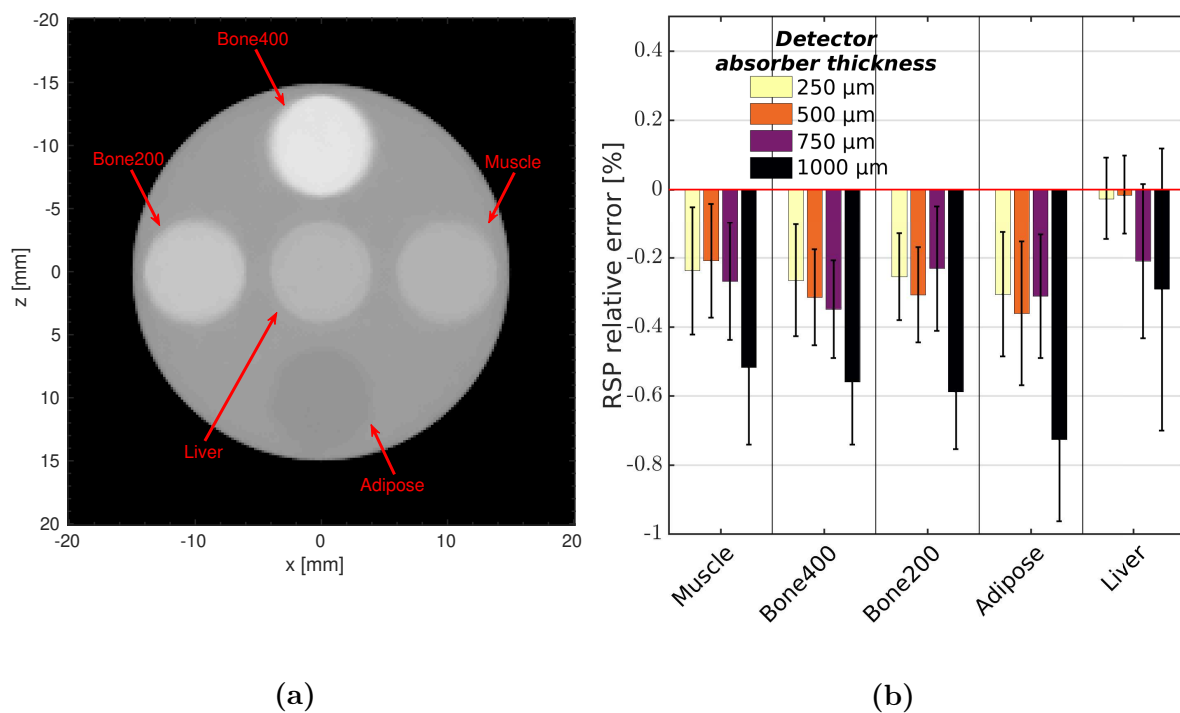 -20
-15
-10
-5
0
5
10
15
20
z [mm]
-20
-10
0
10
20
x [mm]
Bone400
Bone200
Muscle
Liver
Adipose
(a)
Detector
absorber thickness
250 µm
500 µm
750 µm
1000 µm
0.4
0.2
0
-0.2
-0.4
-0.6
-0.8
-1
RSP relative error [%]
Muscle
Bone400
Bone200
Adipose
Liver
(b)